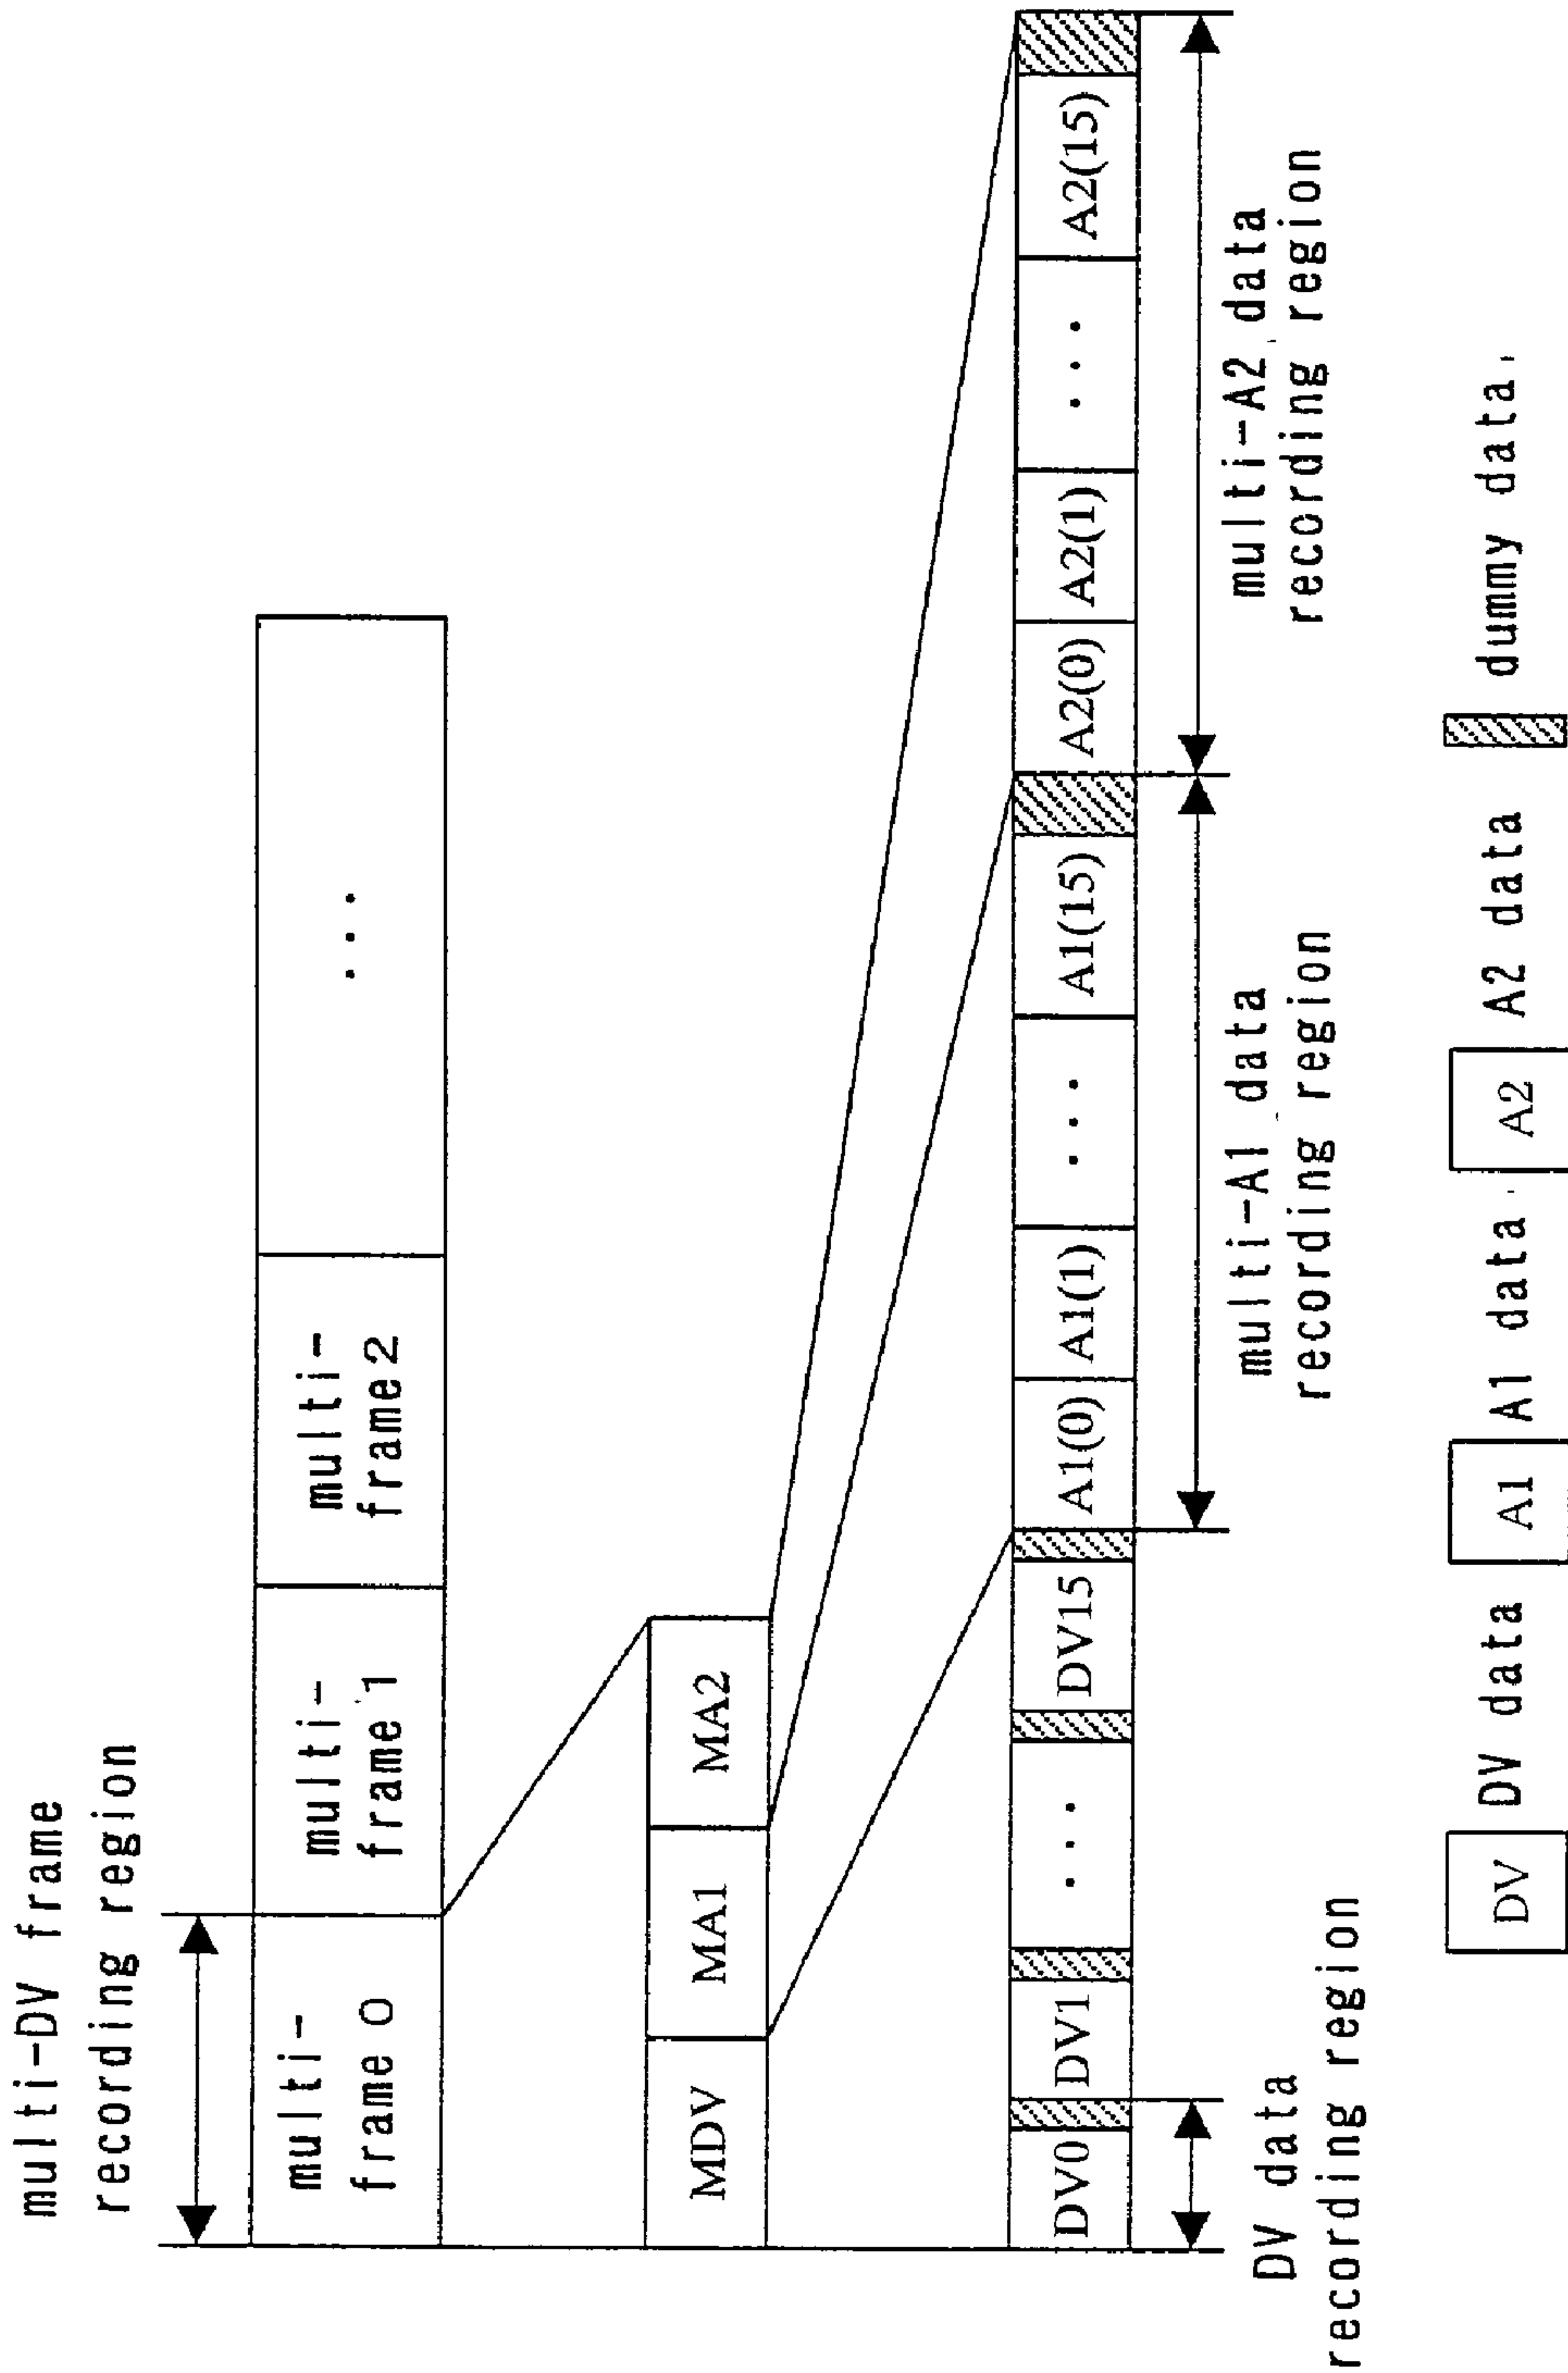 multi-DV frame
recording region
multi-
frame 0
multi-
frame 1
multi-
frame 2
...
MDV
MA1
MA2
DV0
DV1
...
DV15
A1(0)
A1(1)
...
A1(15)
A2(0)
A2(1)
...
A2(15)
DV data
recording region
multi-A1 data
recording region
multi-A2 data
recording region
DV DV data
A1 A1 data
A2 A2 data
dummy data